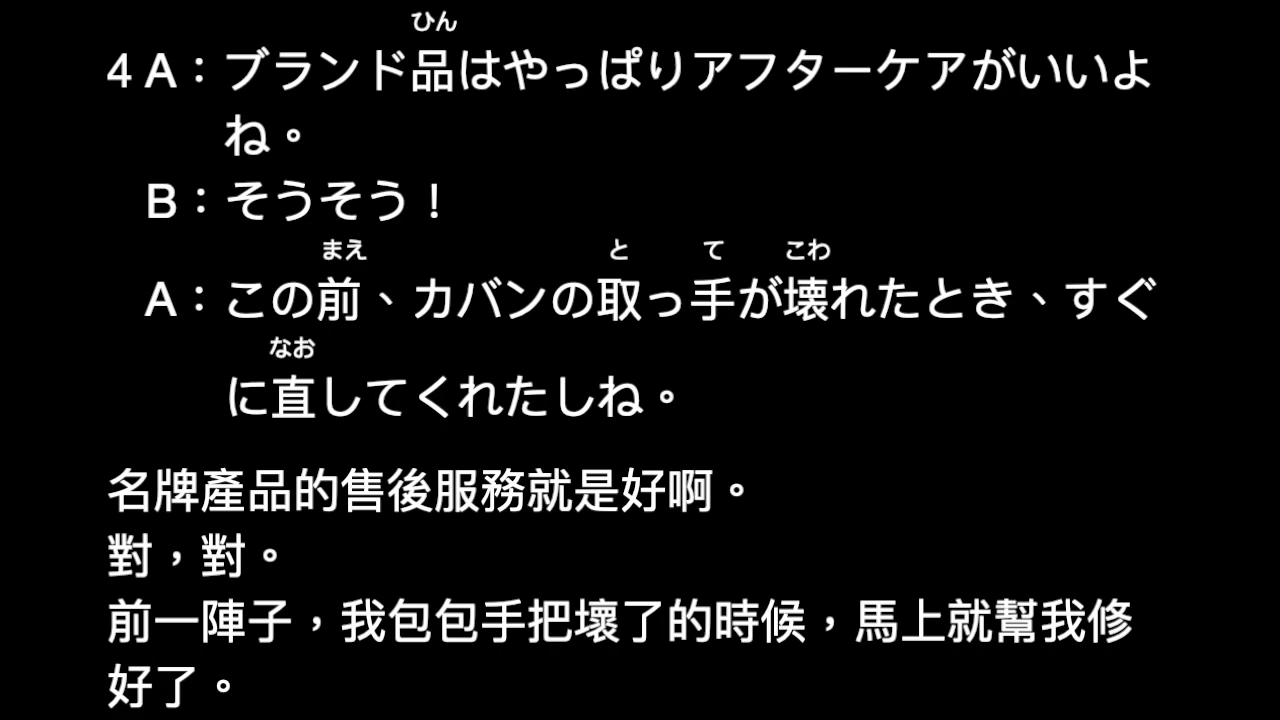 ひん
4 A：ブランド品はやっぱりアフターケアがいいよ
ね。
B：そうそう！
まえ と て こわ
A：この前、カバンの取っ手が壊れたとき、すぐ
なお
に直してくれたしね。
名牌產品的售後服務就是好啊。
對，對。
前一陣子，我包包手把壞了的時候，馬上就幫我修
好了。